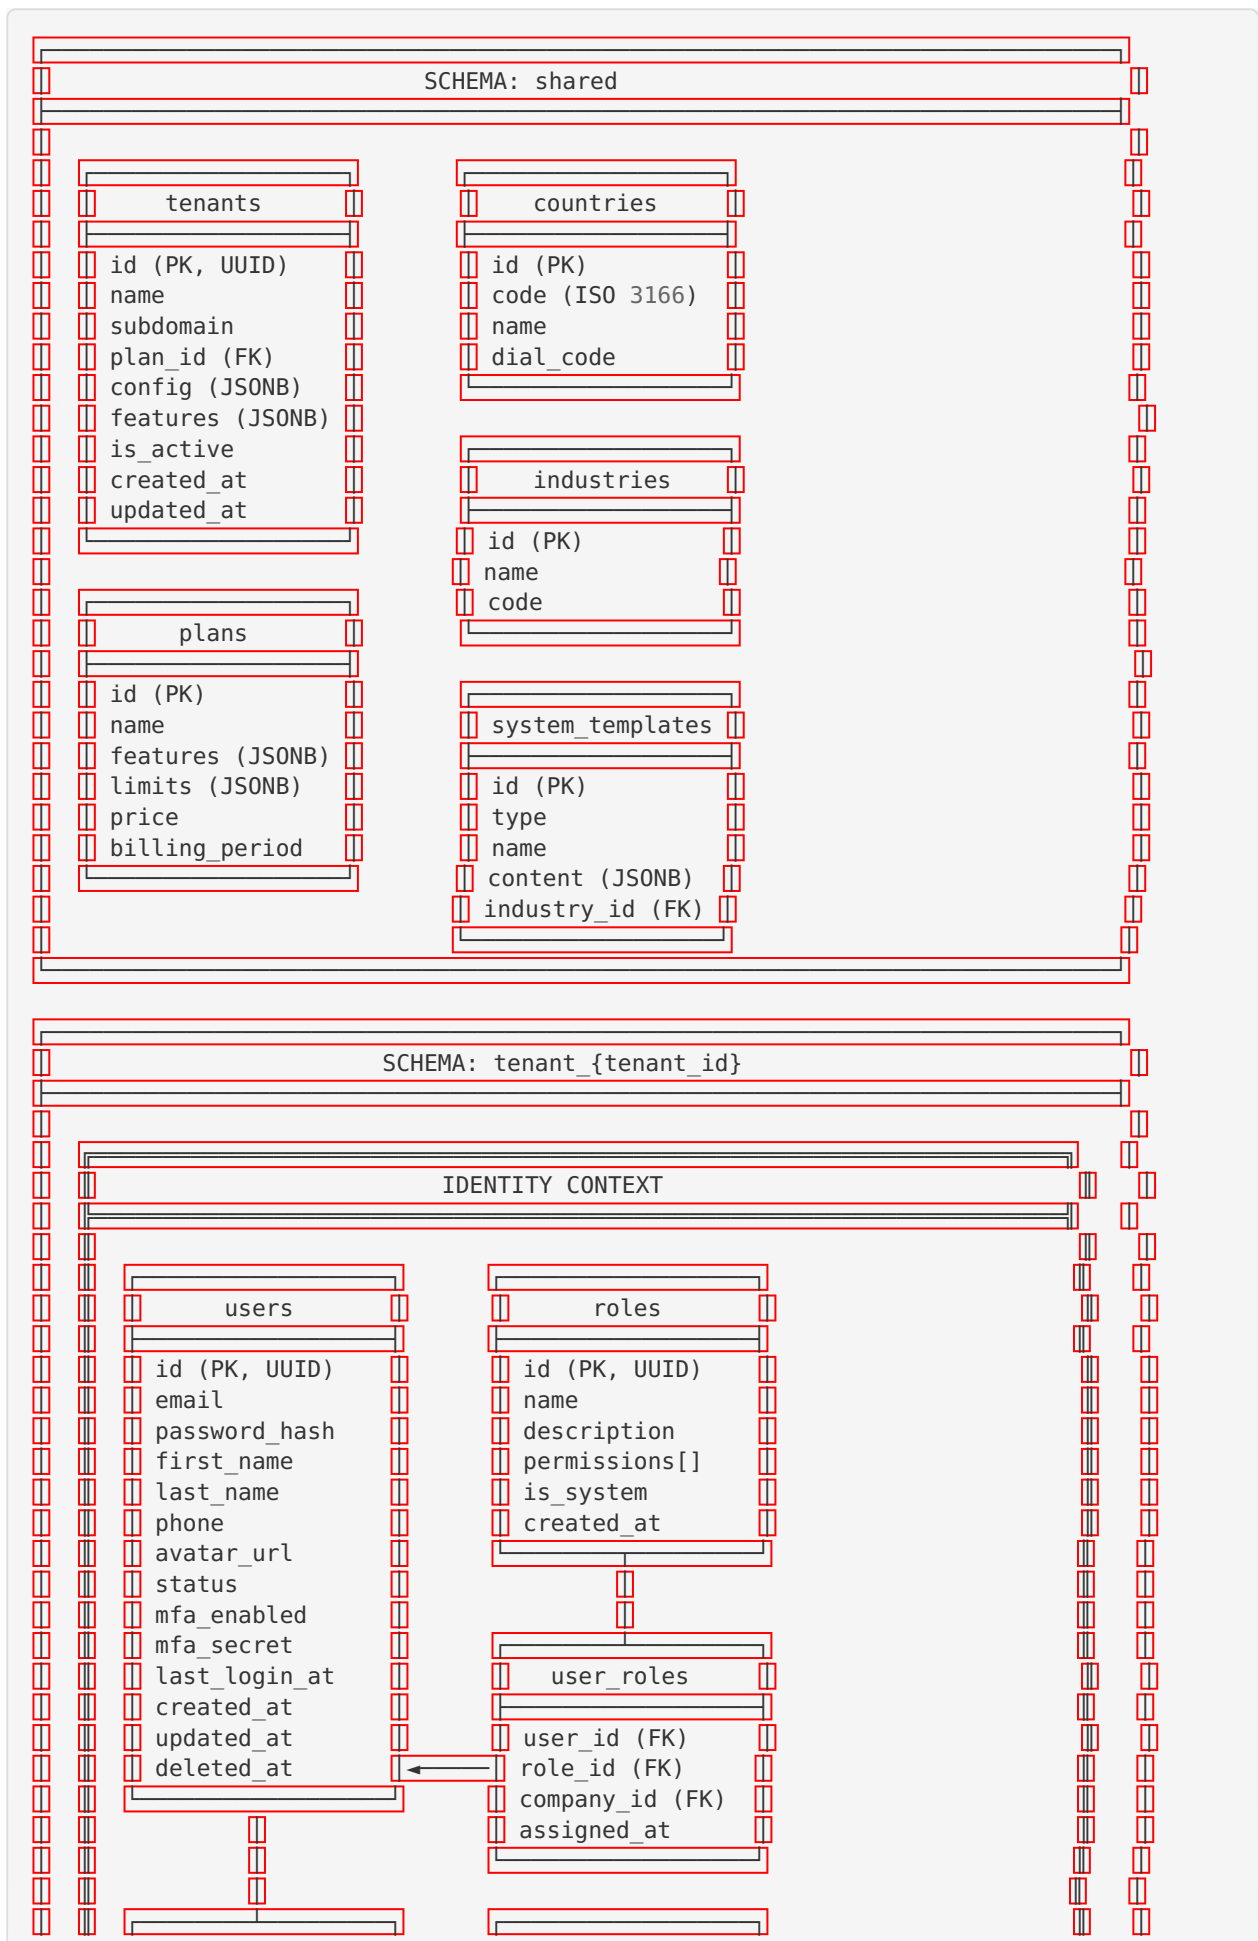 SCHEMA: shared
tenants countries
id (PK, UUID) id (PK)
name code (ISO 3166)
subdomain name
plan_id (FK) dial_code
config (JSONB)
features (JSONB)
is_active
created_at industries
updated_at
id (PK)
name
code
plans
id (PK)
name system_templates
features (JSONB)
limits (JSONB) id (PK)
price type
billing_period name
content (JSONB)
industry_id (FK)
SCHEMA: tenant_{tenant_id}
IDENTITY CONTEXT
users roles
id (PK, UUID) id (PK, UUID)
email name
password_hash description
first_name permissions[]
last_name is_system
phone created_at
avatar_url
status
mfa_enabled
mfa_secret
last_login_at user_roles
created_at
updated_at user_id (FK)
deleted_at role_id (FK)
company_id (FK)
assigned_at